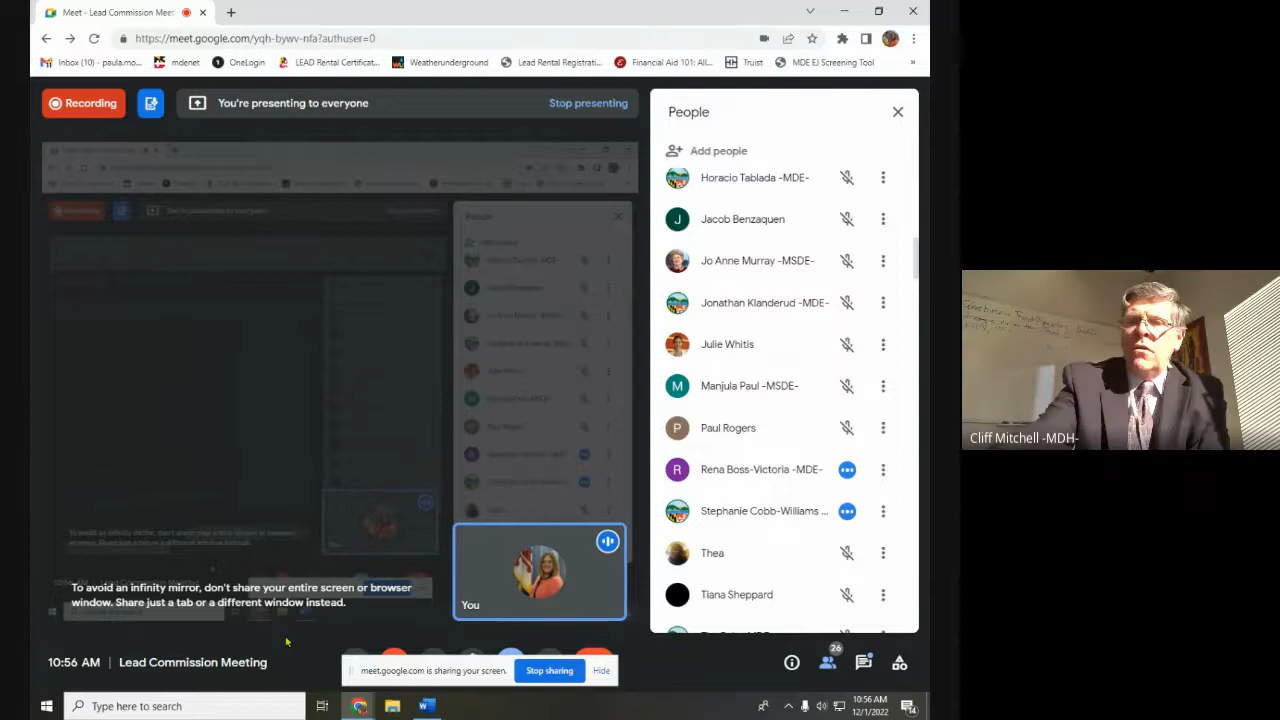 Meet - Lead Commission Meet
https://meet.google.com/yqh-bywv-nfa?authuser=0
Inbox (10) - paula.mo... mdenet OneLogin LEAD Rental Certificat... Weatherunderground Lead Rental Registrati... Financial Aid 101: All... Truist MDE EJ Screening Tool »
Recording You're presenting to everyone Stop presenting
People
Add people
Horacio Tablada -MDE-
J Jacob Benzaquen
Jo Anne Murray -MSDE-
Jonathan Klanderud -MDE-
Julie Whitis
M Manjula Paul -MSDE-
P Paul Rogers
R Rena Boss-Victoria -MDE-
Stephanie Cobb-Williams ...
Thea
Tiana Sheppard
To avoid an infinity mirror, don't share your entire screen or browser
window. Share just a tab or a different window instead.
You
Cliff Mitchell -MDH-
10:56 AM | Lead Commission Meeting
meet.google.com is sharing your screen. Stop sharing Hide
26
Type here to search
10:56 AM
12/1/2022
14